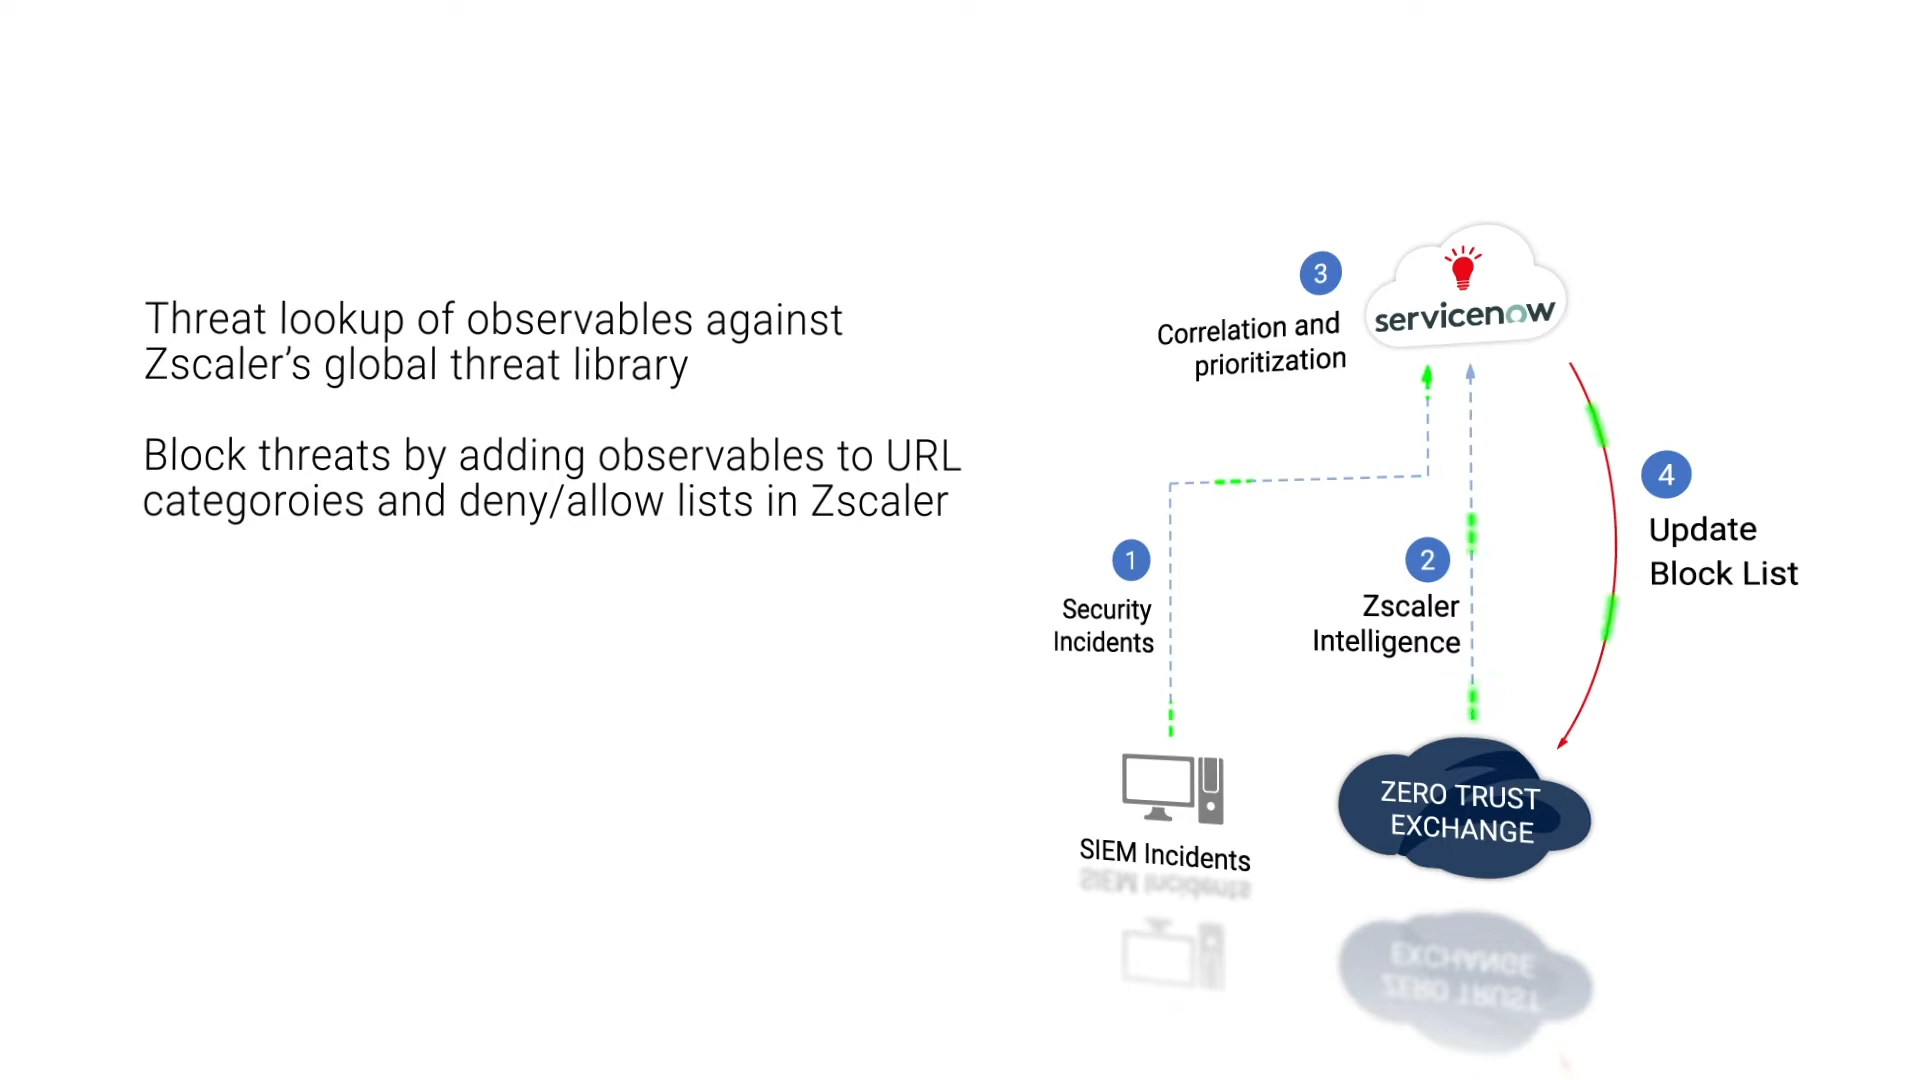 Threat lookup of observables against
Zscaler’s global threat library
Block threats by adding observables to URL
categoroies and deny/allow lists in Zscaler
3
Correlation and
prioritization
servicenow
1
Security
Incidents
2
Zscaler
Intelligence
4
Update
Block List
SIEM Incidents
ZERO TRUST
EXCHANGE